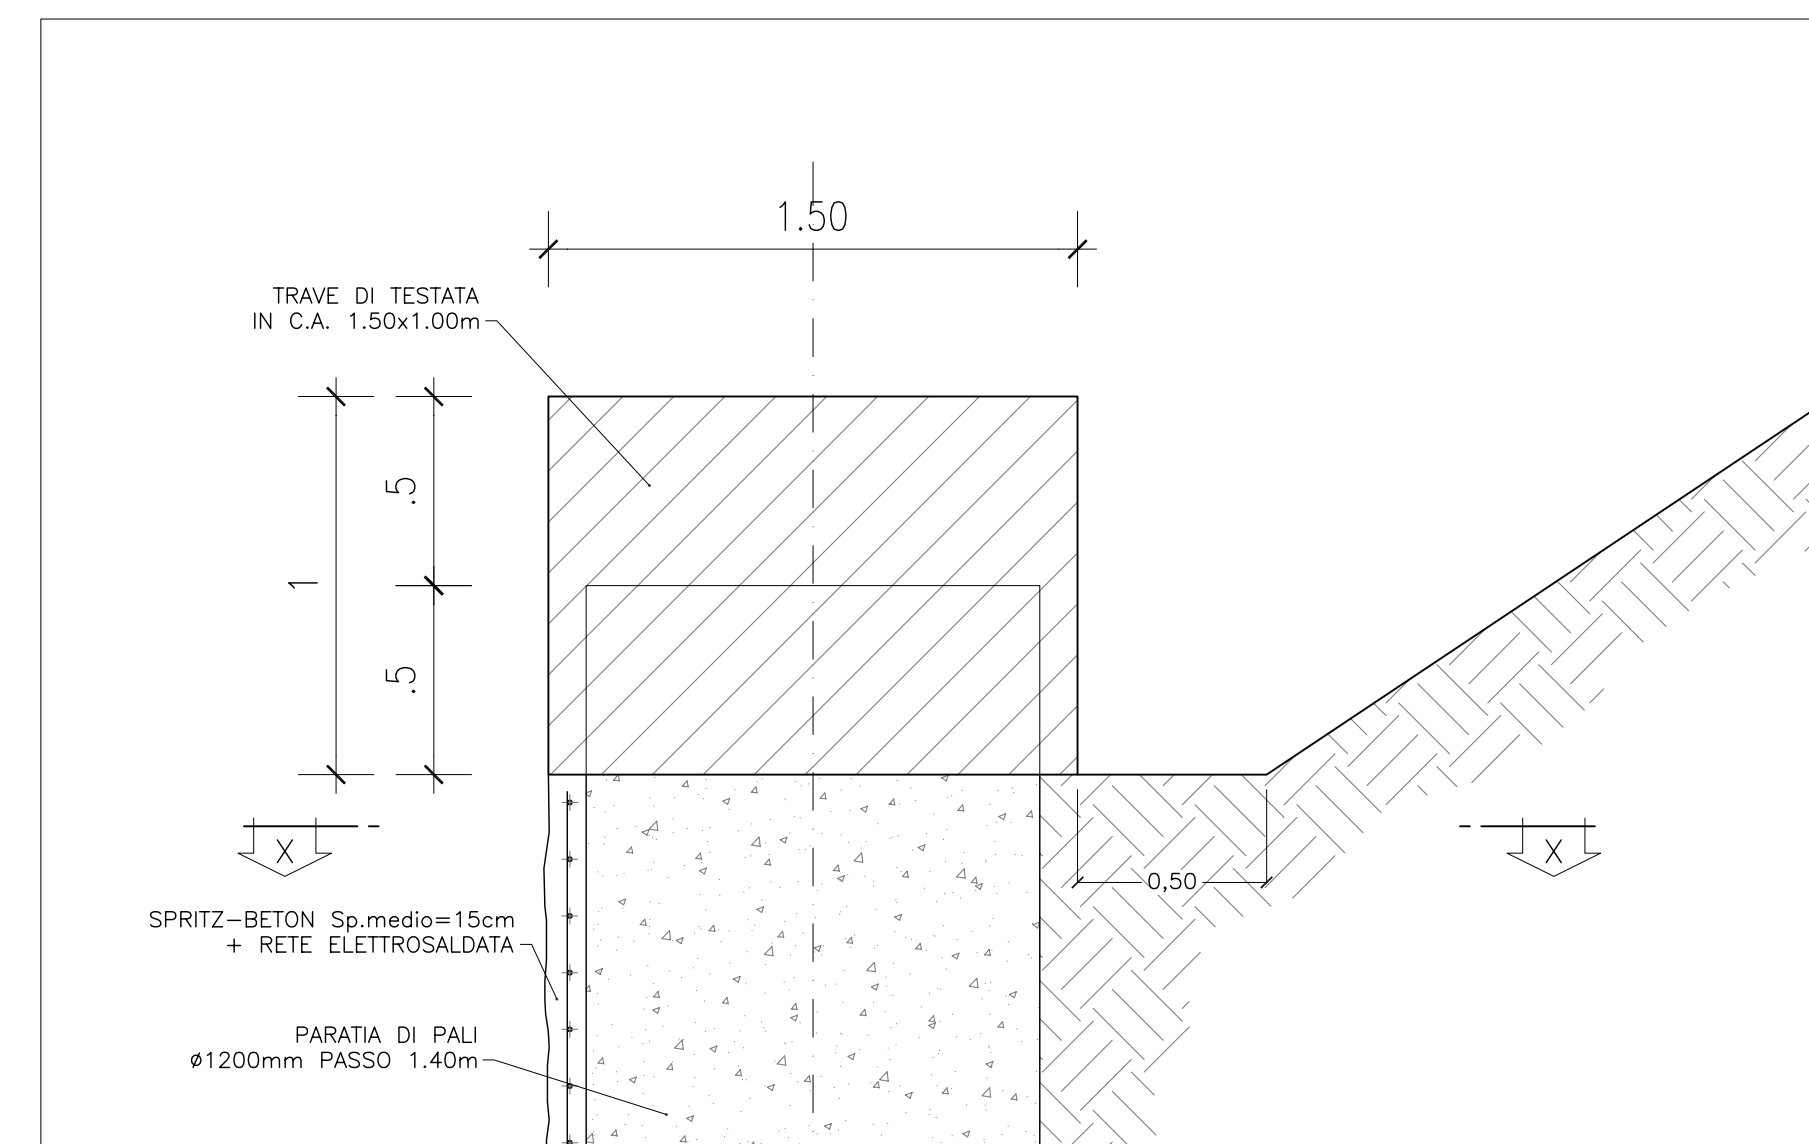 1.50
TRAVE DI TESTATA
IN C.A. 1.50x1.00m
.5
1
.5
X
X
0,50
SPRITZ-BETON Sp.medio=15cm
+ RETE ELETTROSALDATA
PARATIA DI PALI
ø1200mm PASSO 1.40m